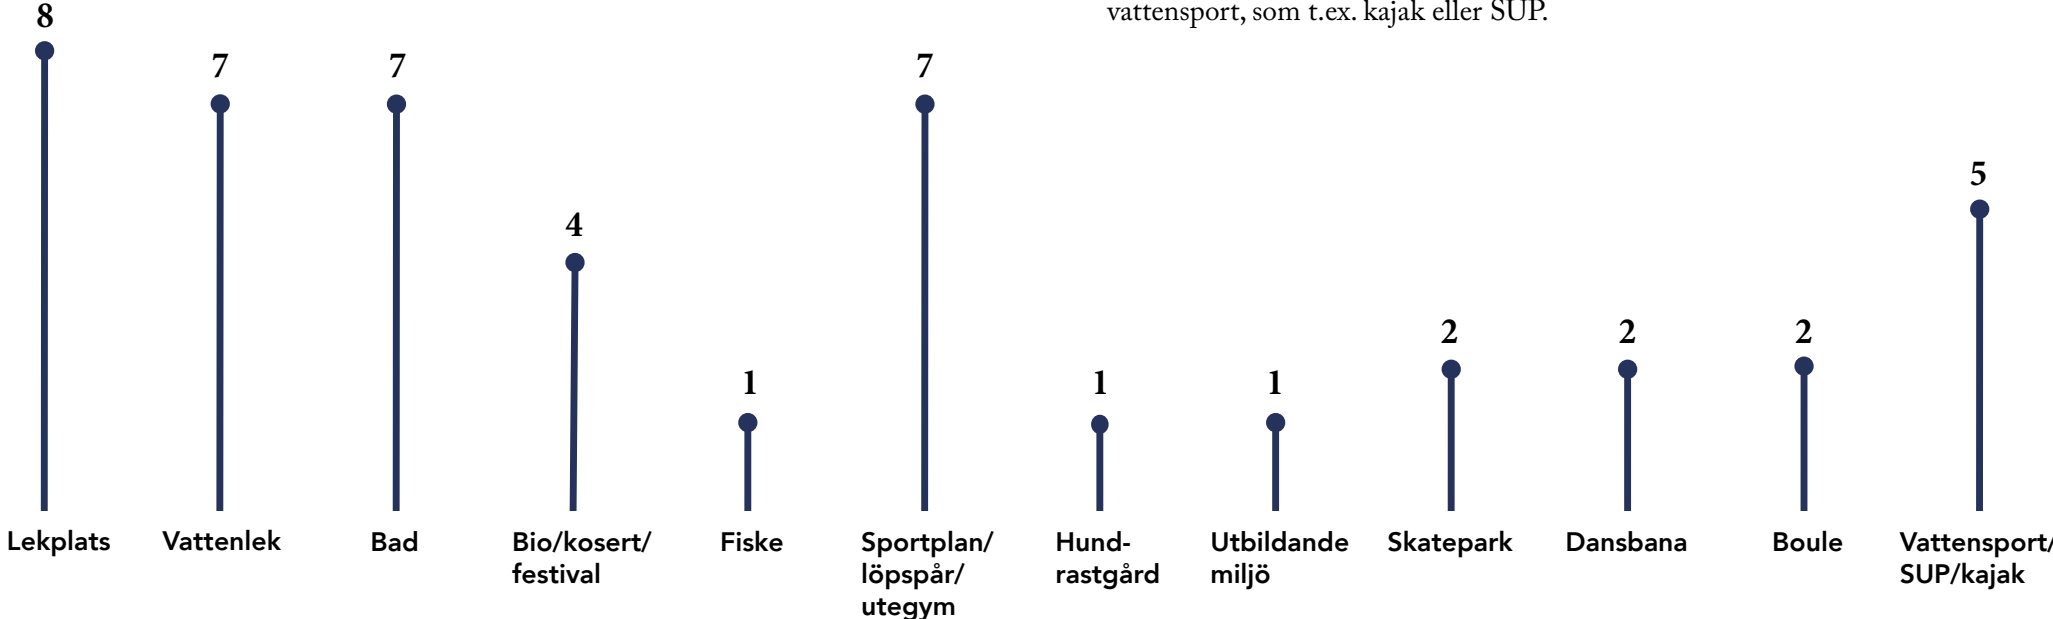 vattensport, som t.ex. kajak eller SUP.
8
7
7
4
1
7
1
1
2
2
2
5
Lekplats
Vattenlek
Bad
Bio/kosert/
festival
Fiske
Sportplan/
löpspår/
utegym
Hund-
rastgård
Utbildande
miljö
Skatepark
Dansbana
Boule
Vattensport/
SUP/kajak